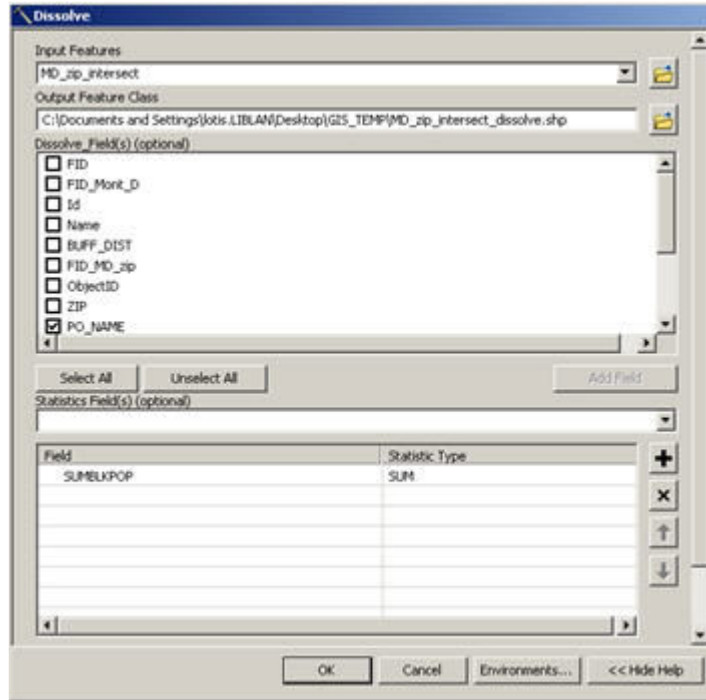 Dissolve
Input Features
MD_zip_intersect
Output Feature Class
C:\Documents and Settings\lotis.LIBLAN\Desktop\GIS_TEMP\MD_zip_intersect_dissolve.shp
Dissolve_Field(s) (optional)
FID
FID_Mont_D
Id
Name
BUFF_DIST
FID_MD_zip
ObjectID
ZIP
PO_NAME
Select All Unselect All Add Field
Statistics Field(s) (optional)
Field Statistic Type
SUMBLKPOP SUM
OK Cancel Environments... << Hide Help